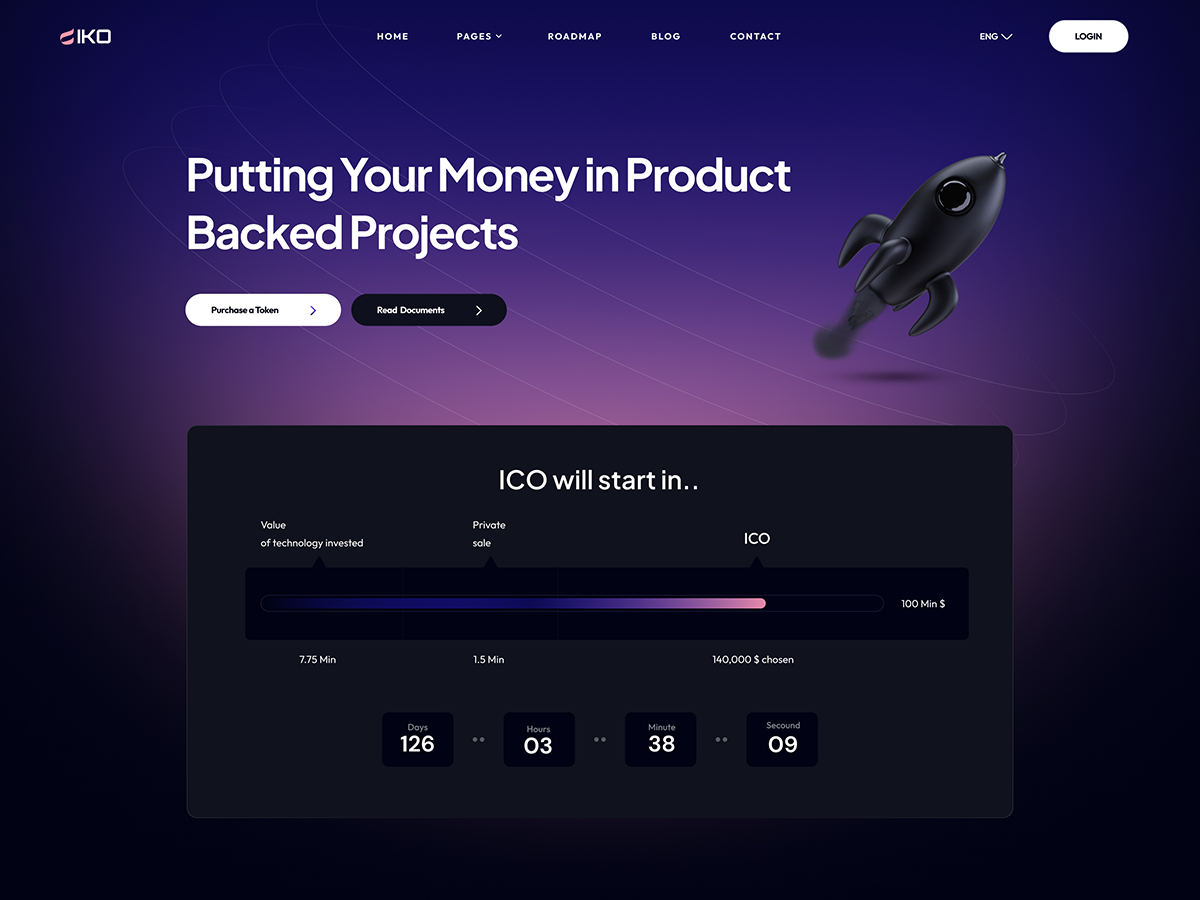 IKO
HOME PAGES ROADMAP BLOG CONTACT
ENG
LOGIN
Putting Your Money in Product
Backed Projects
Purchase a Token
Read Documents
ICO will start in..
Value
of technology invested
Private
sale
ICO
100 Min $
7.75 Min
1.5 Min
140,000 $ chosen
Days
126
Hours
03
Minute
38
Secound
09